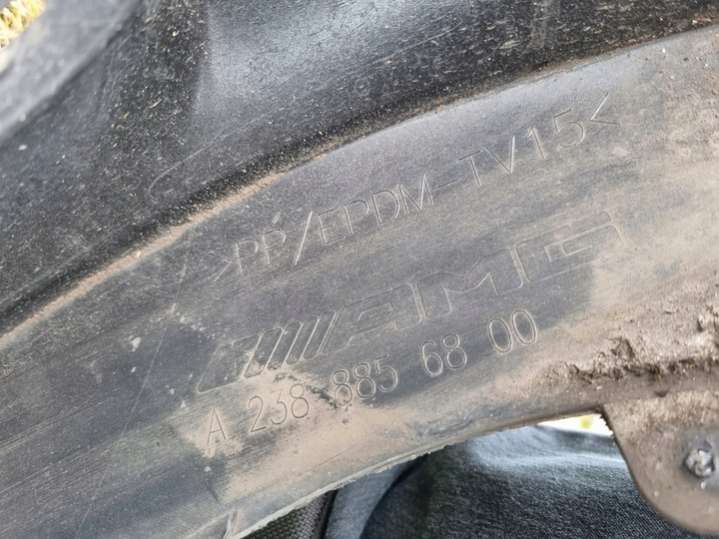 >PP/EPDM-TV15<
AMG
A 238 885 68 00